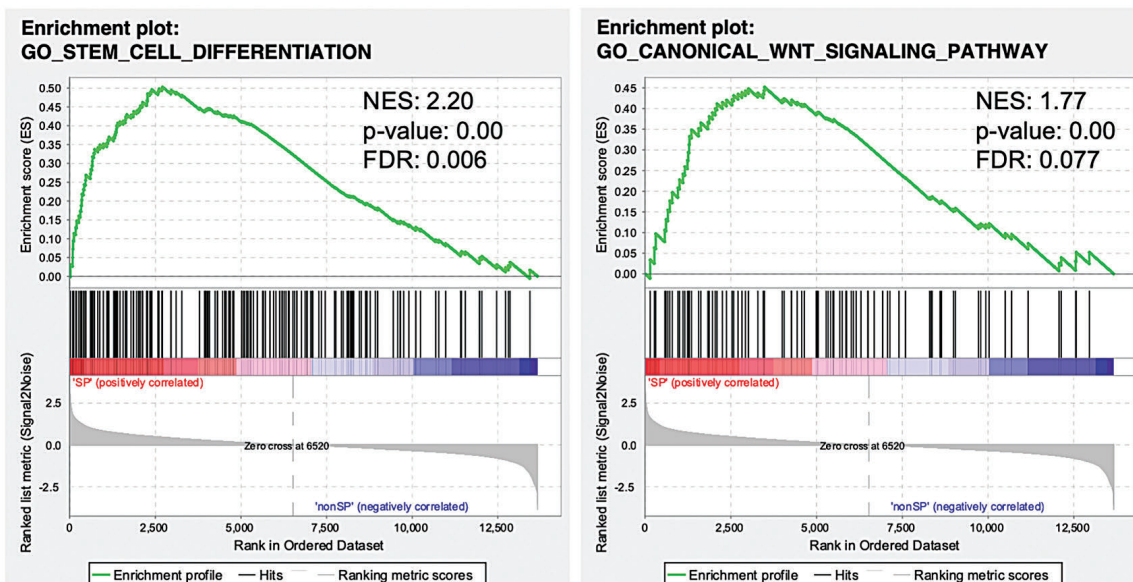 Enrichment plot:
GO_STEM_CELL_DIFFERENTIATION
NES: 2.20
p-value: 0.00
FDR: 0.006
Enrichment score (ES)
0.50
0.45
0.40
0.35
0.30
0.25
0.20
0.15
0.10
0.05
0.00
'SP' (positively correlated)
Ranked list metric (Signal2Noise)
2.5
0.0
-2.5
Zero cross at 6520
'nonSP' (negatively correlated)
0 2,500 5,000 7,500 10,000 12,500
Rank in Ordered Dataset
Enrichment profile Hits Ranking metric scores
Enrichment plot:
GO_CANONICAL_WNT_SIGNALING_PATHWAY
NES: 1.77
p-value: 0.00
FDR: 0.077
Enrichment score (ES)
0.45
0.40
0.35
0.30
0.25
0.20
0.15
0.10
0.05
0.00
'SP' (positively correlated)
Ranked list metric (Signal2Noise)
2.5
0.0
-2.5
Zero cross at 6520
'nonSP' (negatively correlated)
0 2,500 5,000 7,500 10,000 12,500
Rank in Ordered Dataset
Enrichment profile Hits Ranking metric scores